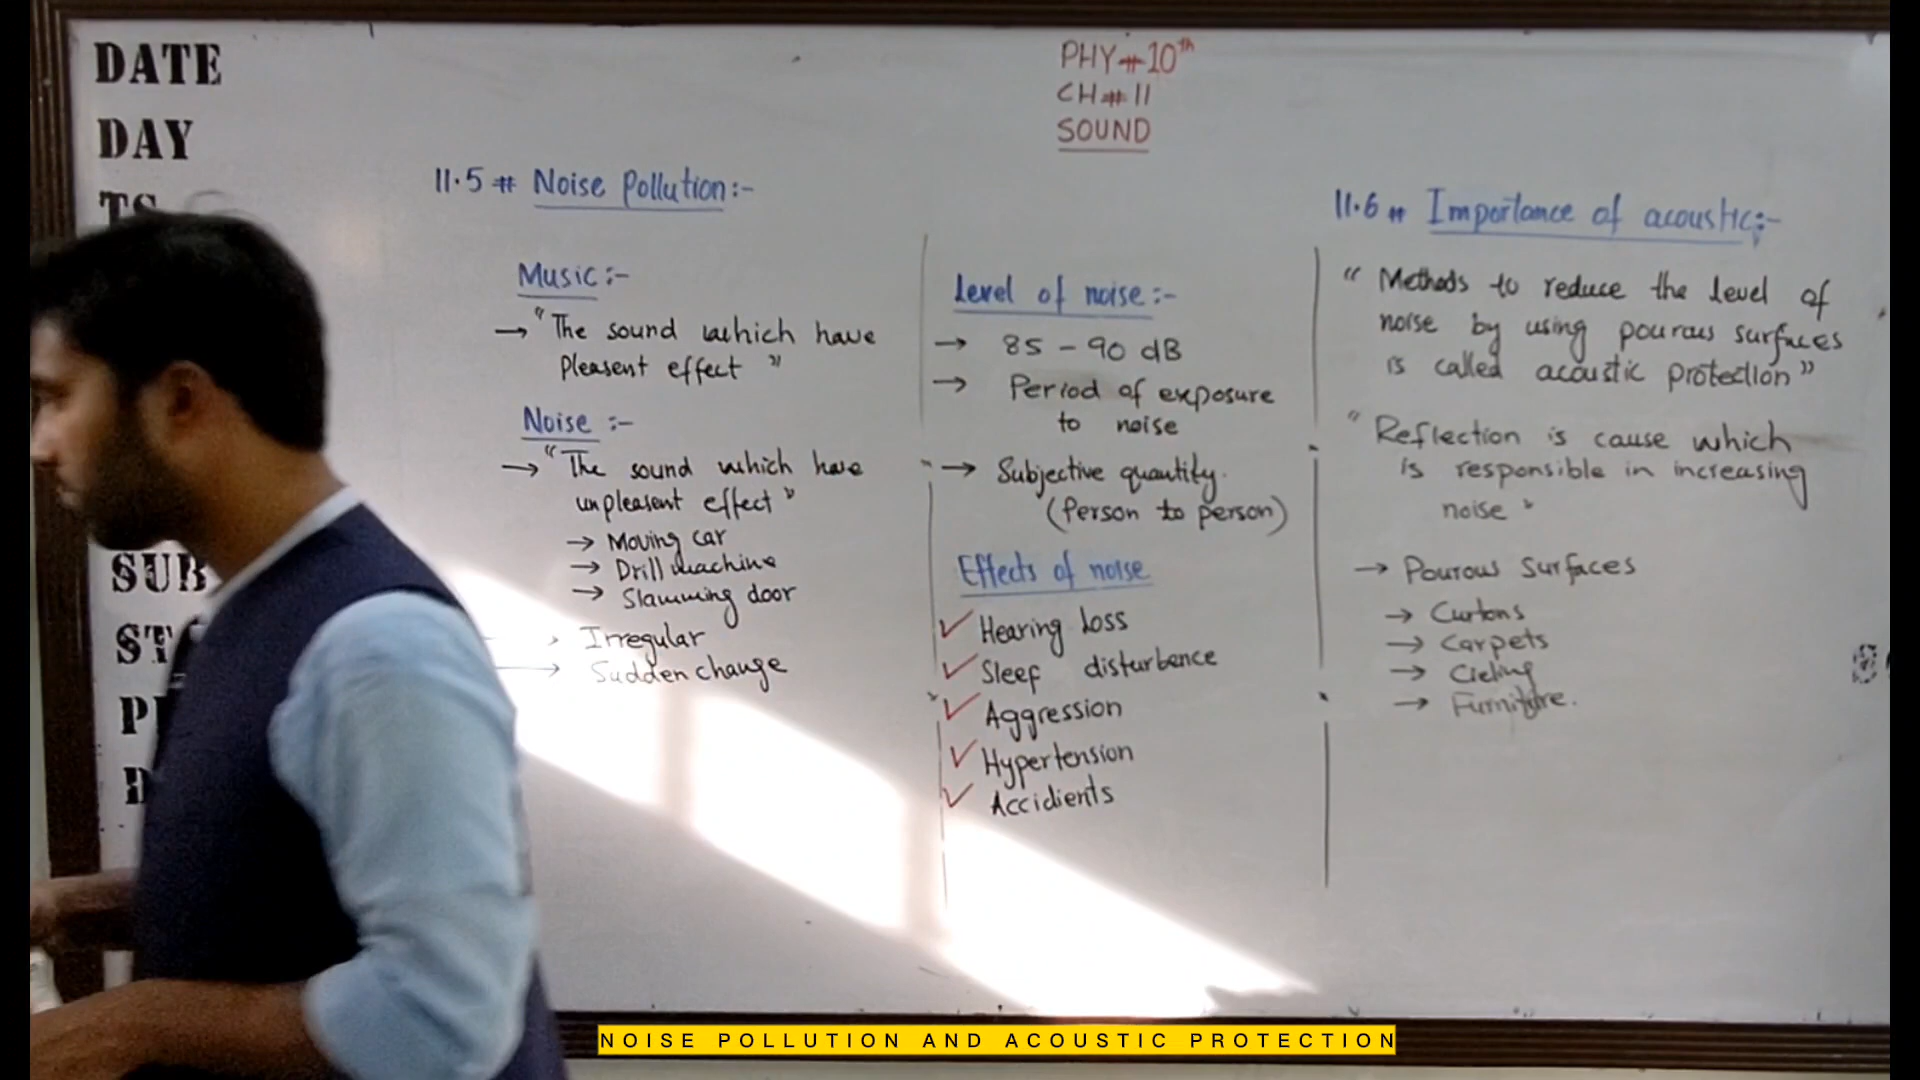 DATE
DAY
TS
SUB
ST
PHY#10th
CH#11
SOUND
11.5 # Noise Pollution:-
Music:-
→ "The sound which have
pleasent effect"
Noise :-
→ "The sound which have
unpleasent effect"
→ Moving car
→ Drill machine
→ Slamming door
→ Irregular
→ Sudden change
Level of noise:-
→ 85-90 dB
→ Period of exposure
to noise
→ Subjective quantity.
(Person to person)
Effects of noise
✓ Hearing loss
✓ Sleep disturbence
✓ Aggression
✓ Hypertension
✓ Accidients
11.6 # Importance of acoustic:-
"Methods to reduce the level of
noise by using pourous surfaces
is called acoustic protection"
"Reflection is cause which
is responsible in increasing
noise"
→ Pourous Surfaces
→ Curtons
→ Carpets
→ Cieling
→ Furniture.
NOISE POLLUTION AND ACOUSTIC PROTECTION